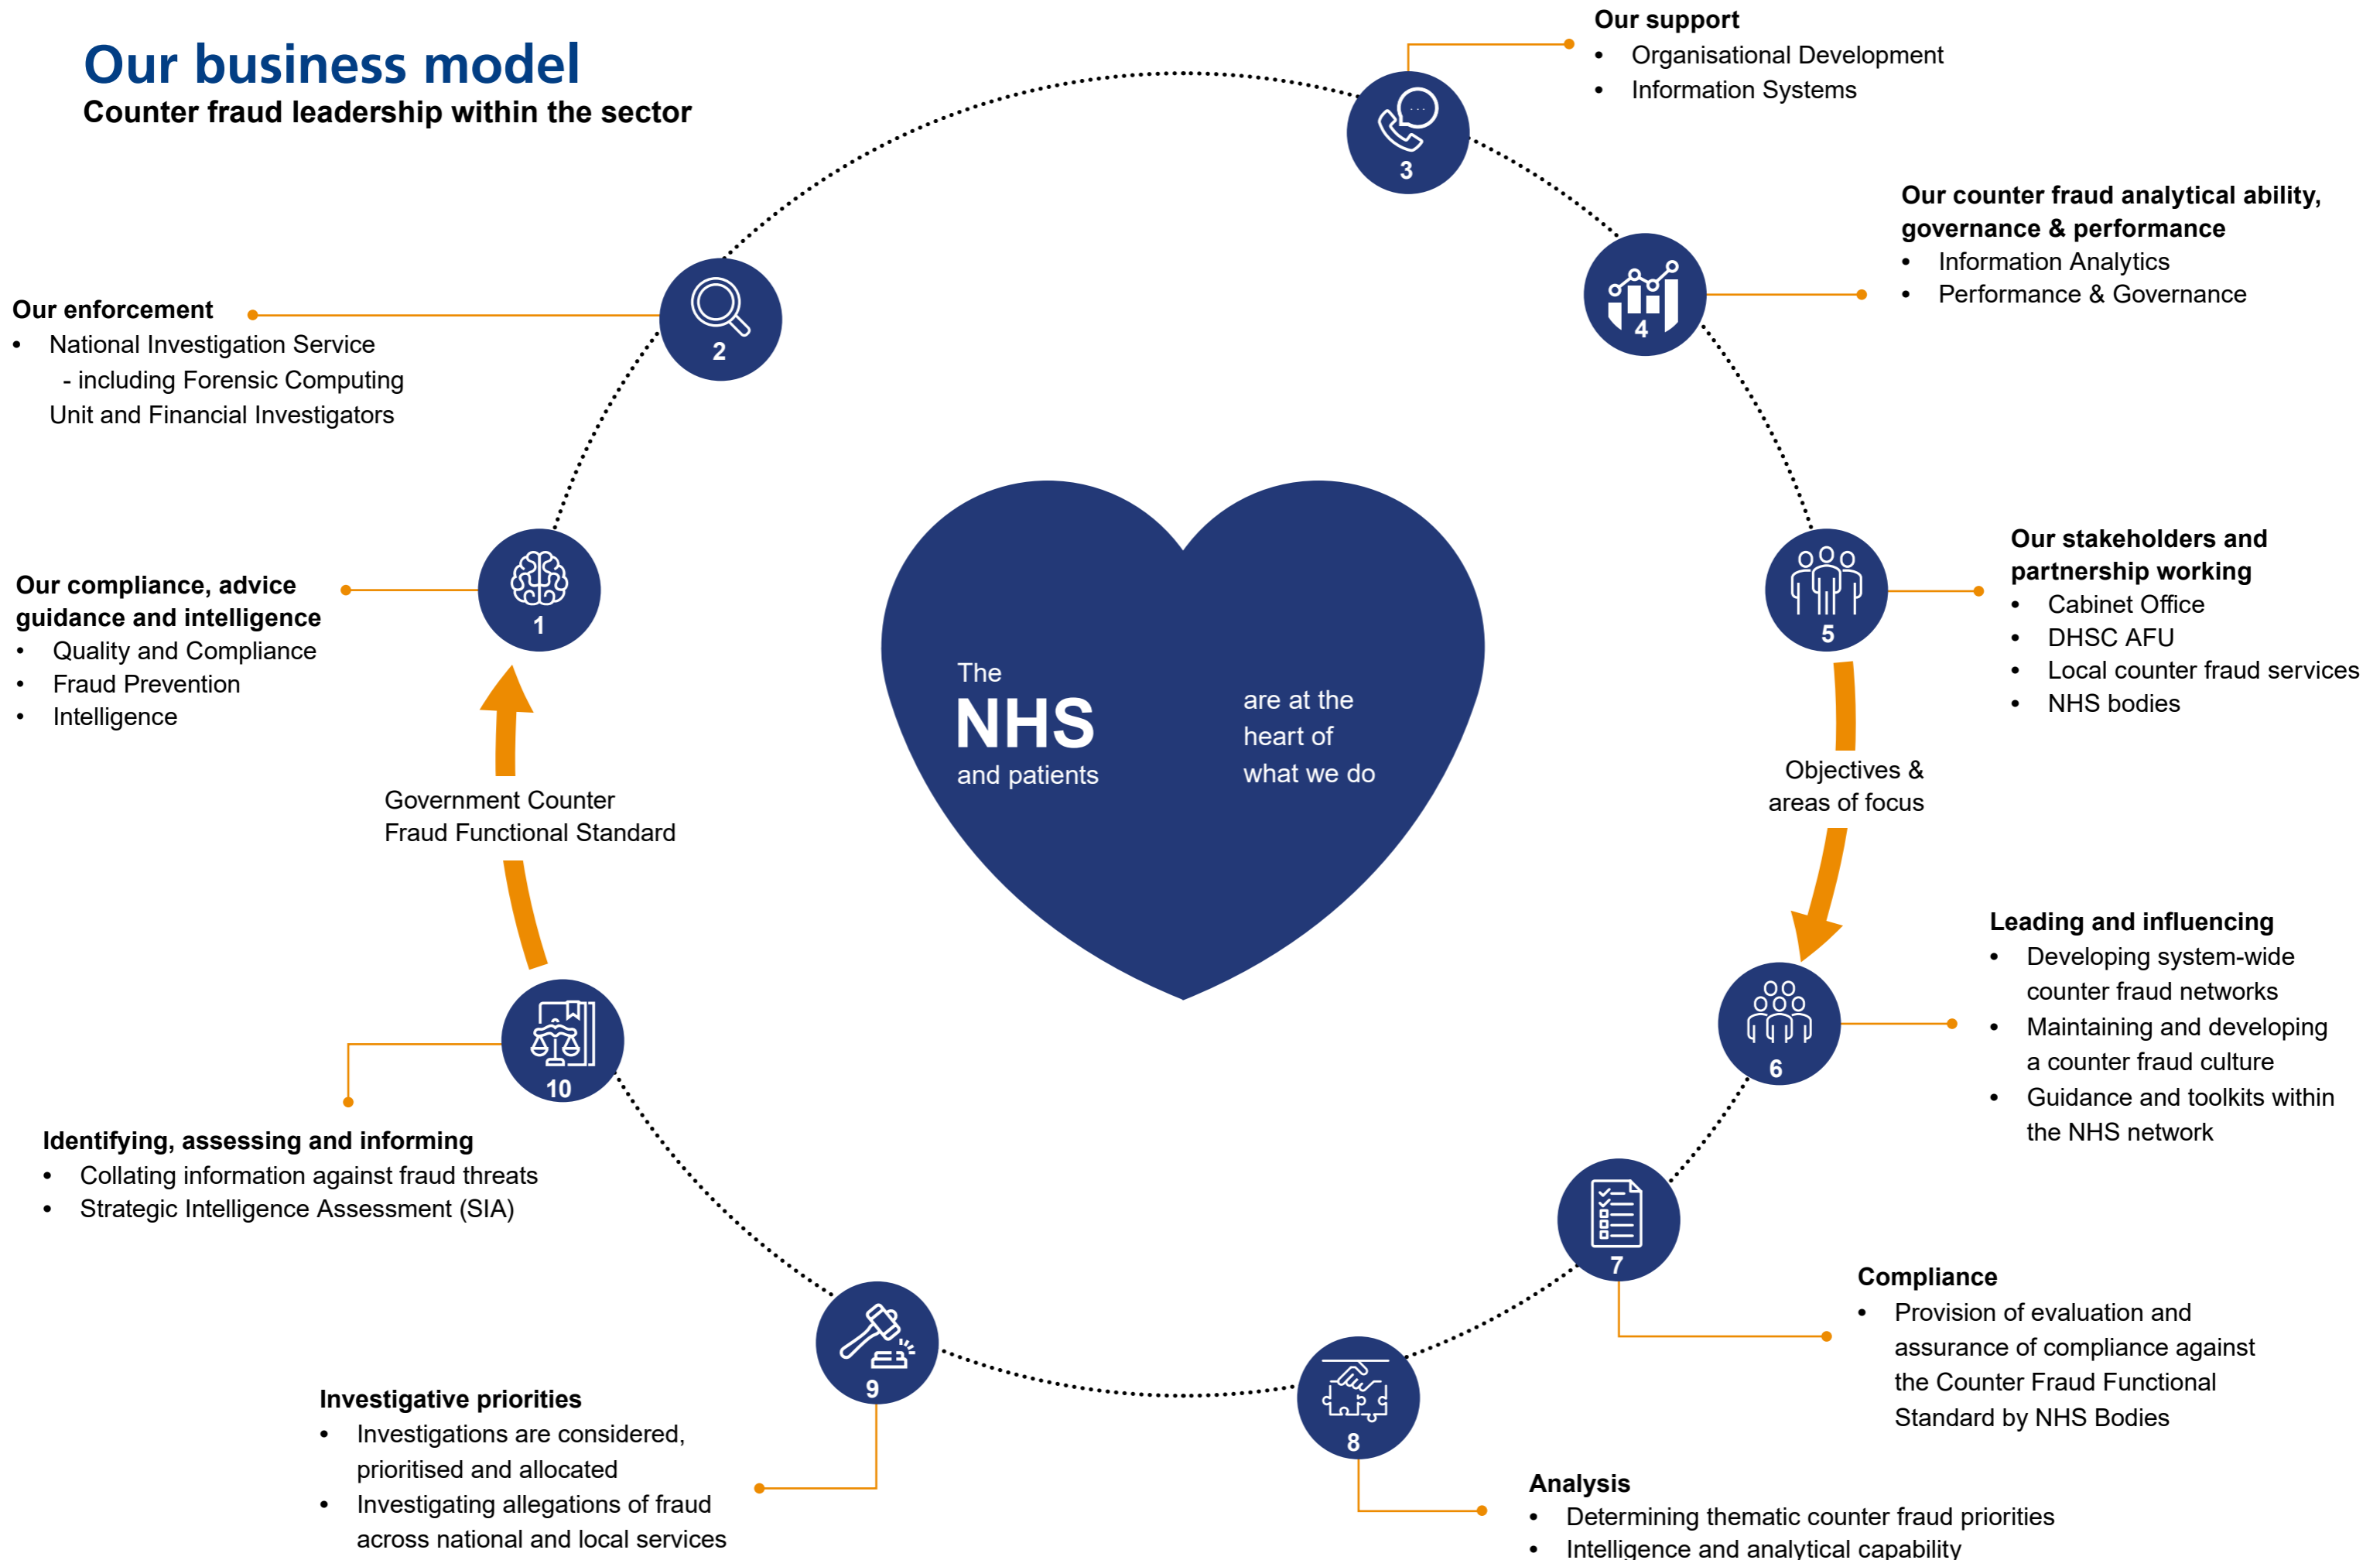 Our business model
Counter fraud leadership within the sector
Our support
• Organisational Development
• Information Systems
3
Our counter fraud analytical ability,
governance & performance
• Information Analytics
• Performance & Governance
4
Our enforcement
• National Investigation Service
- including Forensic Computing
Unit and Financial Investigators
2
Our compliance, advice
guidance and intelligence
• Quality and Compliance
• Fraud Prevention
• Intelligence
1
Our stakeholders and
partnership working
• Cabinet Office
• DHSC AFU
• Local counter fraud services
• NHS bodies
5
The
NHS
and patients
are at the
heart of
what we do
Government Counter
Fraud Functional Standard
Objectives &
areas of focus
Leading and influencing
• Developing system-wide
counter fraud networks
• Maintaining and developing
a counter fraud culture
• Guidance and toolkits within
the NHS network
6
10
Identifying, assessing and informing
• Collating information against fraud threats
• Strategic Intelligence Assessment (SIA)
7
Compliance
• Provision of evaluation and
assurance of compliance against
the Counter Fraud Functional
Standard by NHS Bodies
9
Investigative priorities
• Investigations are considered,
prioritised and allocated
• Investigating allegations of fraud
across national and local services
8
Analysis
• Determining thematic counter fraud priorities
• Intelligence and analytical capability